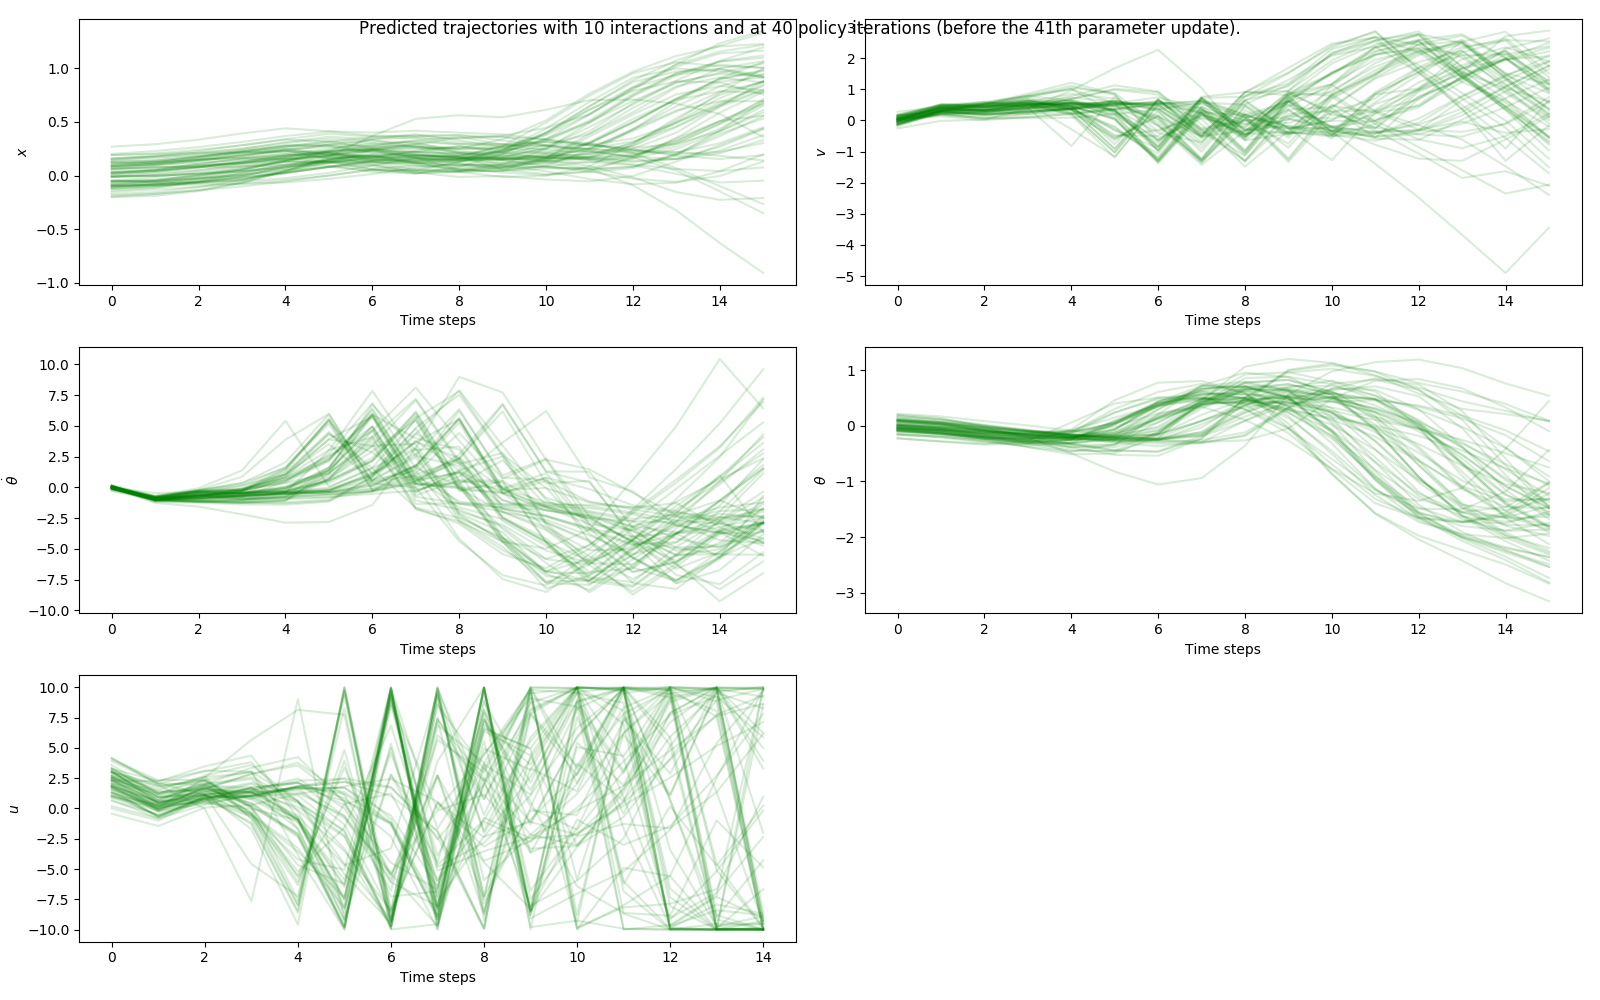 Predicted trajectories with 10 interactions and at 40 policy iterations (before the 41th parameter update).
1.0
0.5
0.0
−0.5
−1.0
x
0 2 4 6 8 10 12 14
Time steps
3
2
1
0
−1
−2
−3
−4
−5
v
0 2 4 6 8 10 12 14
Time steps
10.0
7.5
5.0
2.5
0.0
−2.5
−5.0
−7.5
−10.0
θ̇
0 2 4 6 8 10 12 14
Time steps
1
0
−1
−2
−3
θ
0 2 4 6 8 10 12 14
Time steps
10.0
7.5
5.0
2.5
0.0
−2.5
−5.0
−7.5
−10.0
u
0 2 4 6 8 10 12 14
Time steps